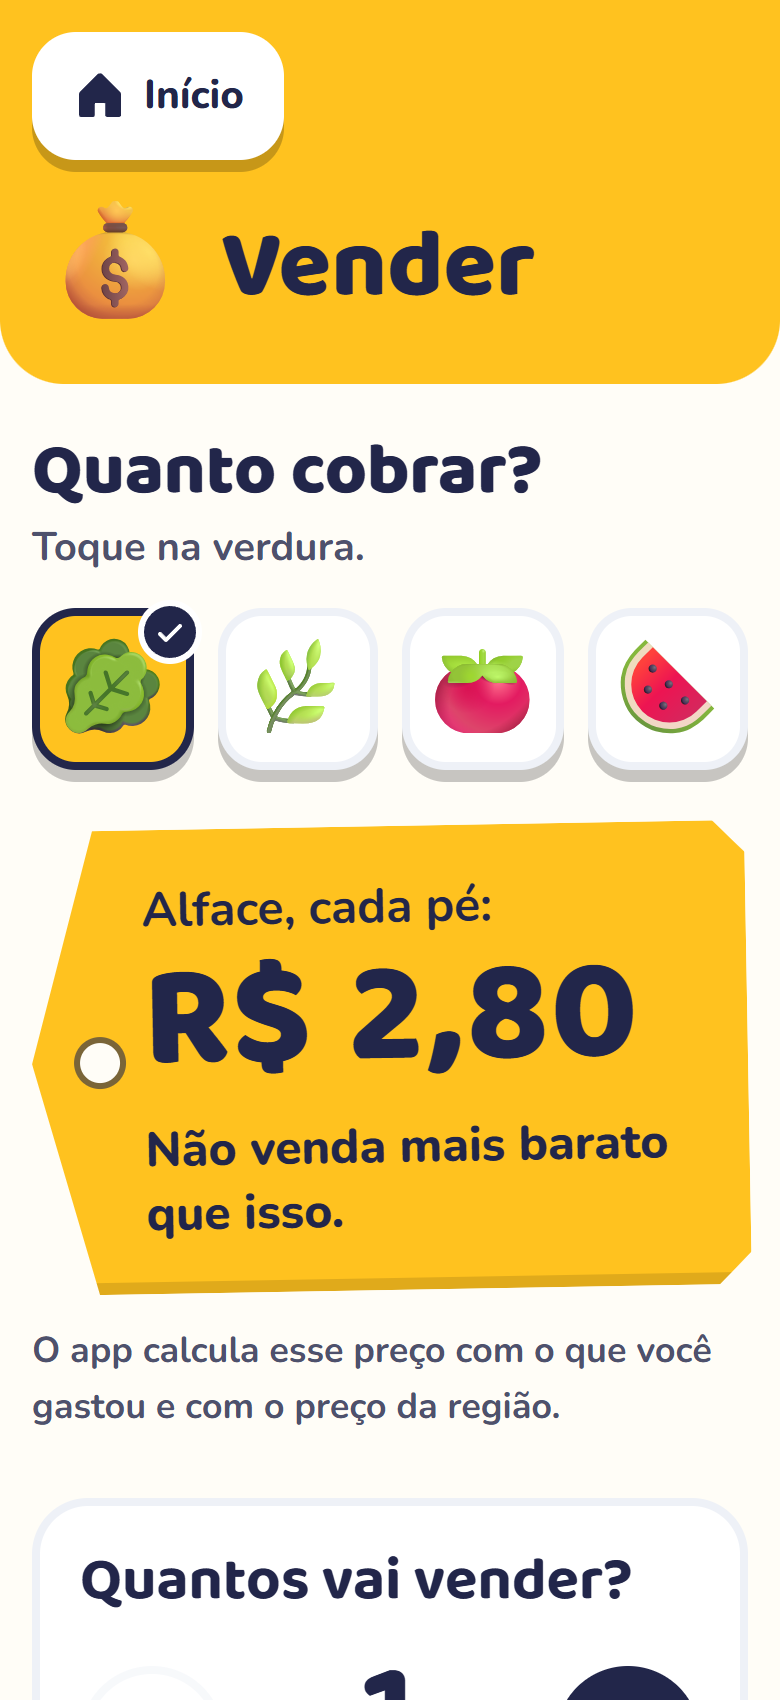 Início
Vender
Quanto cobrar?
Toque na verdura.
Alface, cada pé:
R$ 2,80
Não venda mais barato
que isso.
O app calcula esse preço com o que você
gastou e com o preço da região.
Quantos vai vender?
1